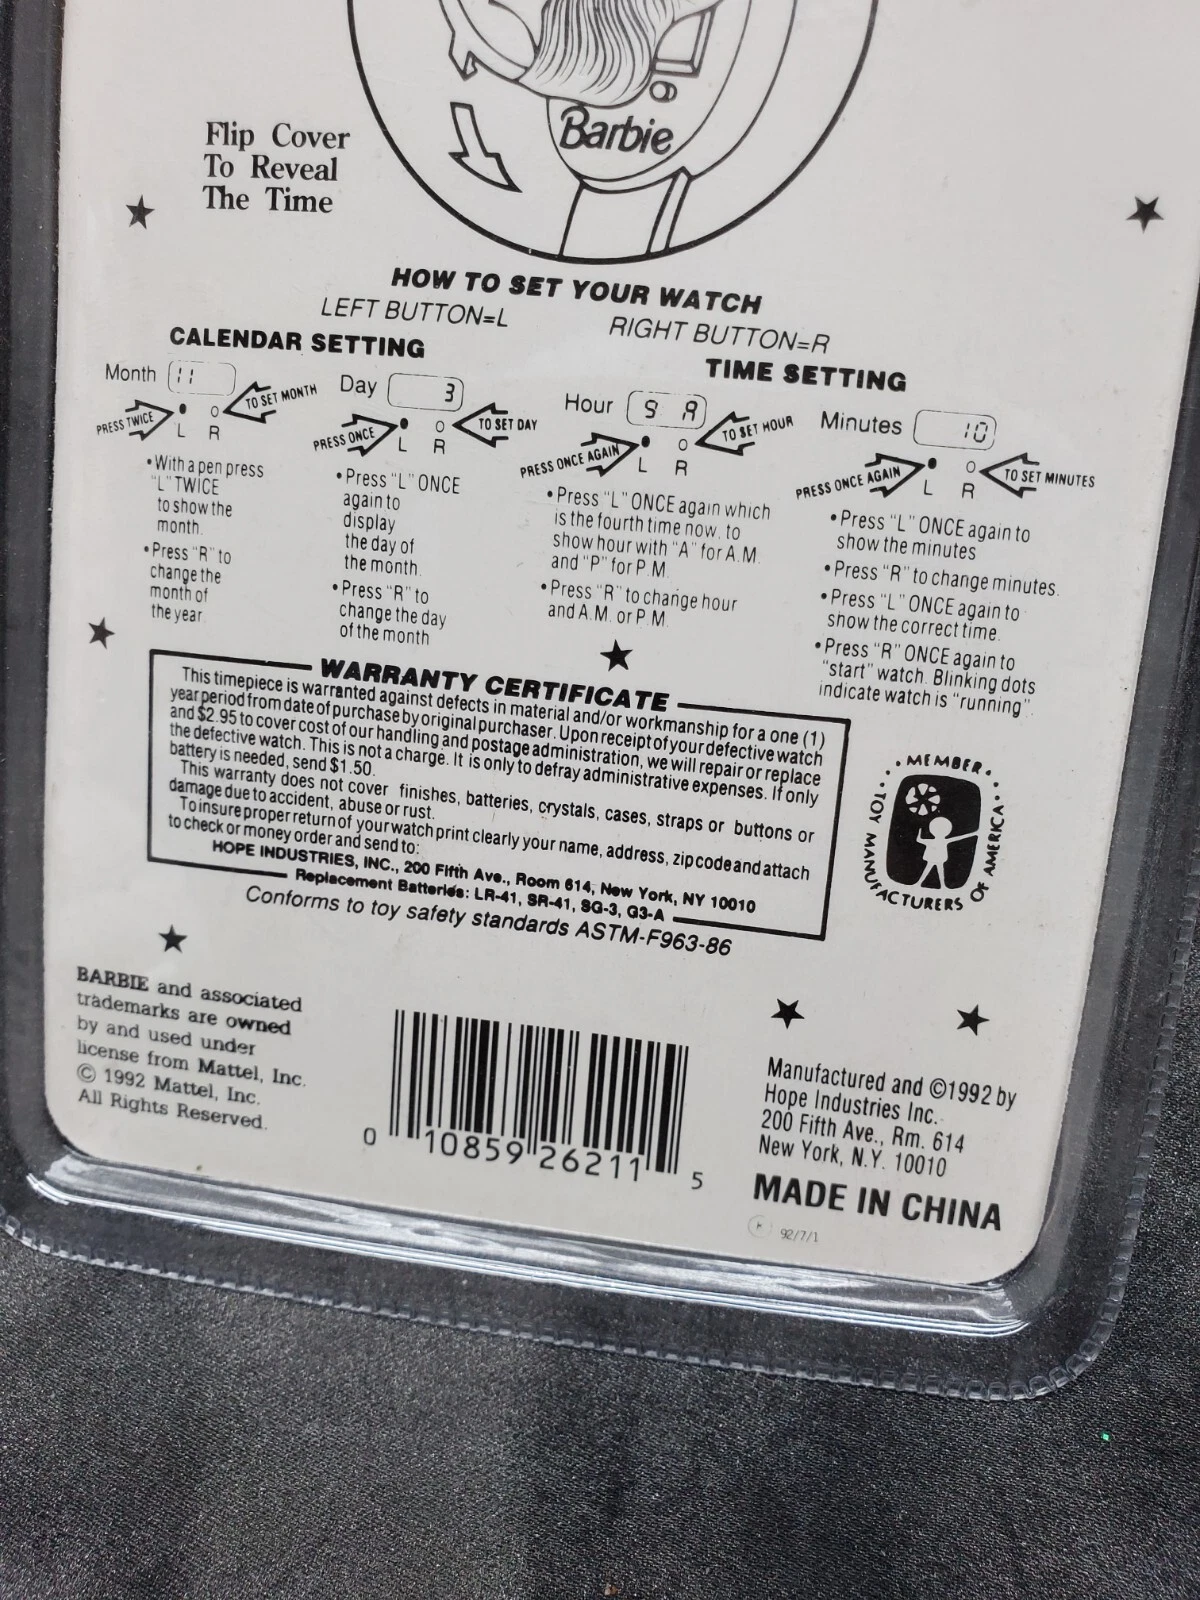 Barbie
Flip Cover
To Reveal
The Time
HOW TO SET YOUR WATCH
LEFT BUTTON=L
RIGHT BUTTON=R
CALENDAR SETTING
Month 11
PRESS TWICE
TO SET MONTH
L R
• With a pen press
"L" TWICE
to show the
month.
• Press "R" to
change the
month of
the year
Day 3
PRESS ONCE
TO SET DAY
L R
• Press "L" ONCE
again to
display
the day of
the month.
• Press "R" to
change the day
of the month
TIME SETTING
Hour 9 A
PRESS ONCE AGAIN
TO SET HOUR
L R
• Press "L" ONCE again which
is the fourth time now, to
show hour with "A" for A.M.
and "P" for P.M.
• Press "R" to change hour
and A.M. or P.M.
Minutes 10
PRESS ONCE AGAIN
TO SET MINUTES
L R
• Press "L" ONCE again to
show the minutes
• Press "R" to change minutes.
• Press "L" ONCE again to
show the correct time.
• Press "R" ONCE again to
"start" watch. Blinking dots
indicate watch is "running".
WARRANTY CERTIFICATE
This timepiece is warranted against defects in material and/or workmanship for a one (1)
year period from date of purchase by original purchaser. Upon receipt of your defective watch
and $2.95 to cover cost of our handling and postage administration, we will repair or replace
the defective watch. This is not a charge. It is only to defray administrative expenses. If only
battery is needed, send $1.50.
This warranty does not cover finishes, batteries, crystals, cases, straps or buttons or
damage due to accident, abuse or rust.
To insure proper return of your watch print clearly your name, address, zip code and attach
to check or money order and send to:
HOPE INDUSTRIES, INC., 200 Fifth Ave., Room 614, New York, NY 10010
Replacement Batteries: LR-41, SR-41, SG-3, G3-A
Conforms to toy safety standards ASTM-F963-86
MEMBER
TOY MANUFACTURERS OF AMERICA
BARBIE and associated
trademarks are owned
by and used under
license from Mattel, Inc.
© 1992 Mattel, Inc.
All Rights Reserved.
0 10859 26211 5
Manufactured and ©1992 by
Hope Industries Inc.
200 Fifth Ave., Rm. 614
New York, N.Y. 10010
MADE IN CHINA
K 92/7/1